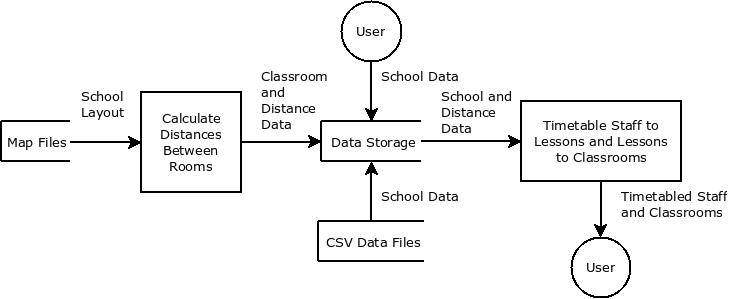 User
School
Layout
Classroom
and
Distance
Data
School Data
School and
Distance
Data
Map Files
Calculate
Distances
Between
Rooms
Data Storage
Timetable Staff to
Lessons and Lessons
to Classrooms
School Data
Timetabled Staff
and Classrooms
CSV Data Files
User